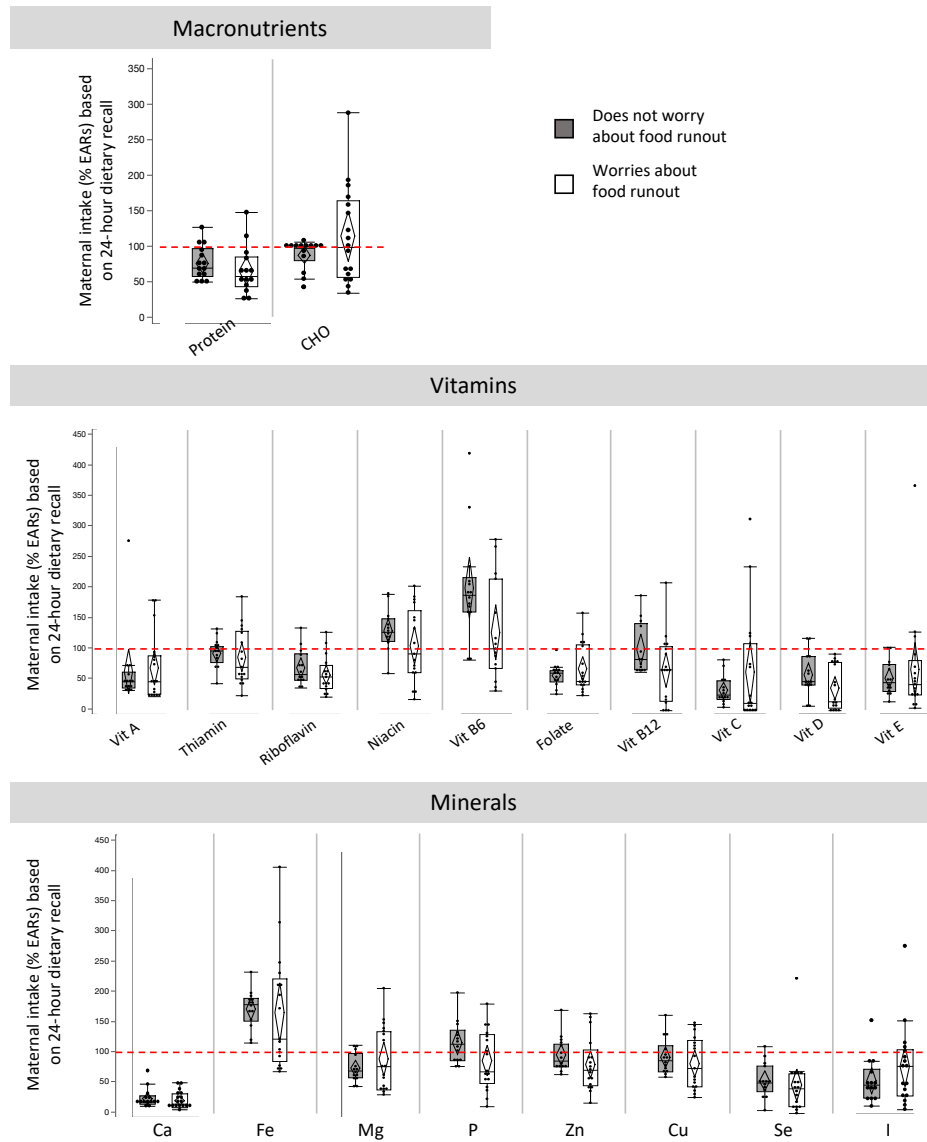 Macronutrients
Maternal intake (% EARs) based
on 24-hour dietary recall
350
300
250
200
150
100
50
0
Protein
CHO
Does not worry
about food runout
Worries about
food runout
Vitamins
Maternal intake (% EARs) based
on 24-hour dietary recall
450
400
350
300
250
200
150
100
50
0
Vit A
Thiamin
Riboflavin
Niacin
Vit B6
Folate
Vit B12
Vit C
Vit D
Vit E
Minerals
Maternal intake (% EARs) based
on 24-hour dietary recall
450
400
350
300
250
200
150
100
50
0
Ca
Fe
Mg
P
Zn
Cu
Se
I